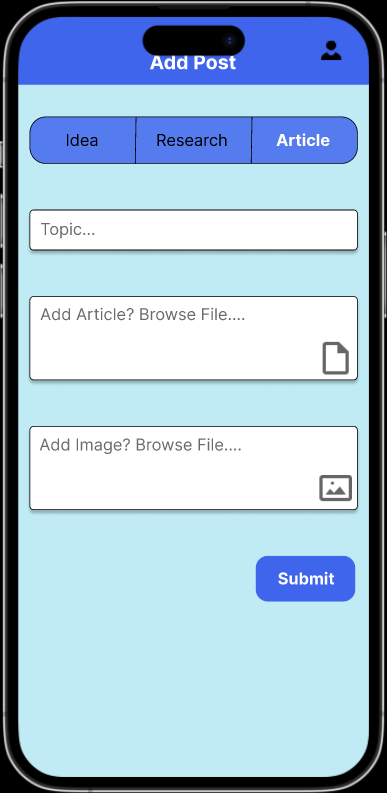 Add Post
Idea Research Article
Topic...
Add Article? Browse File....
Add Image? Browse File....
Submit